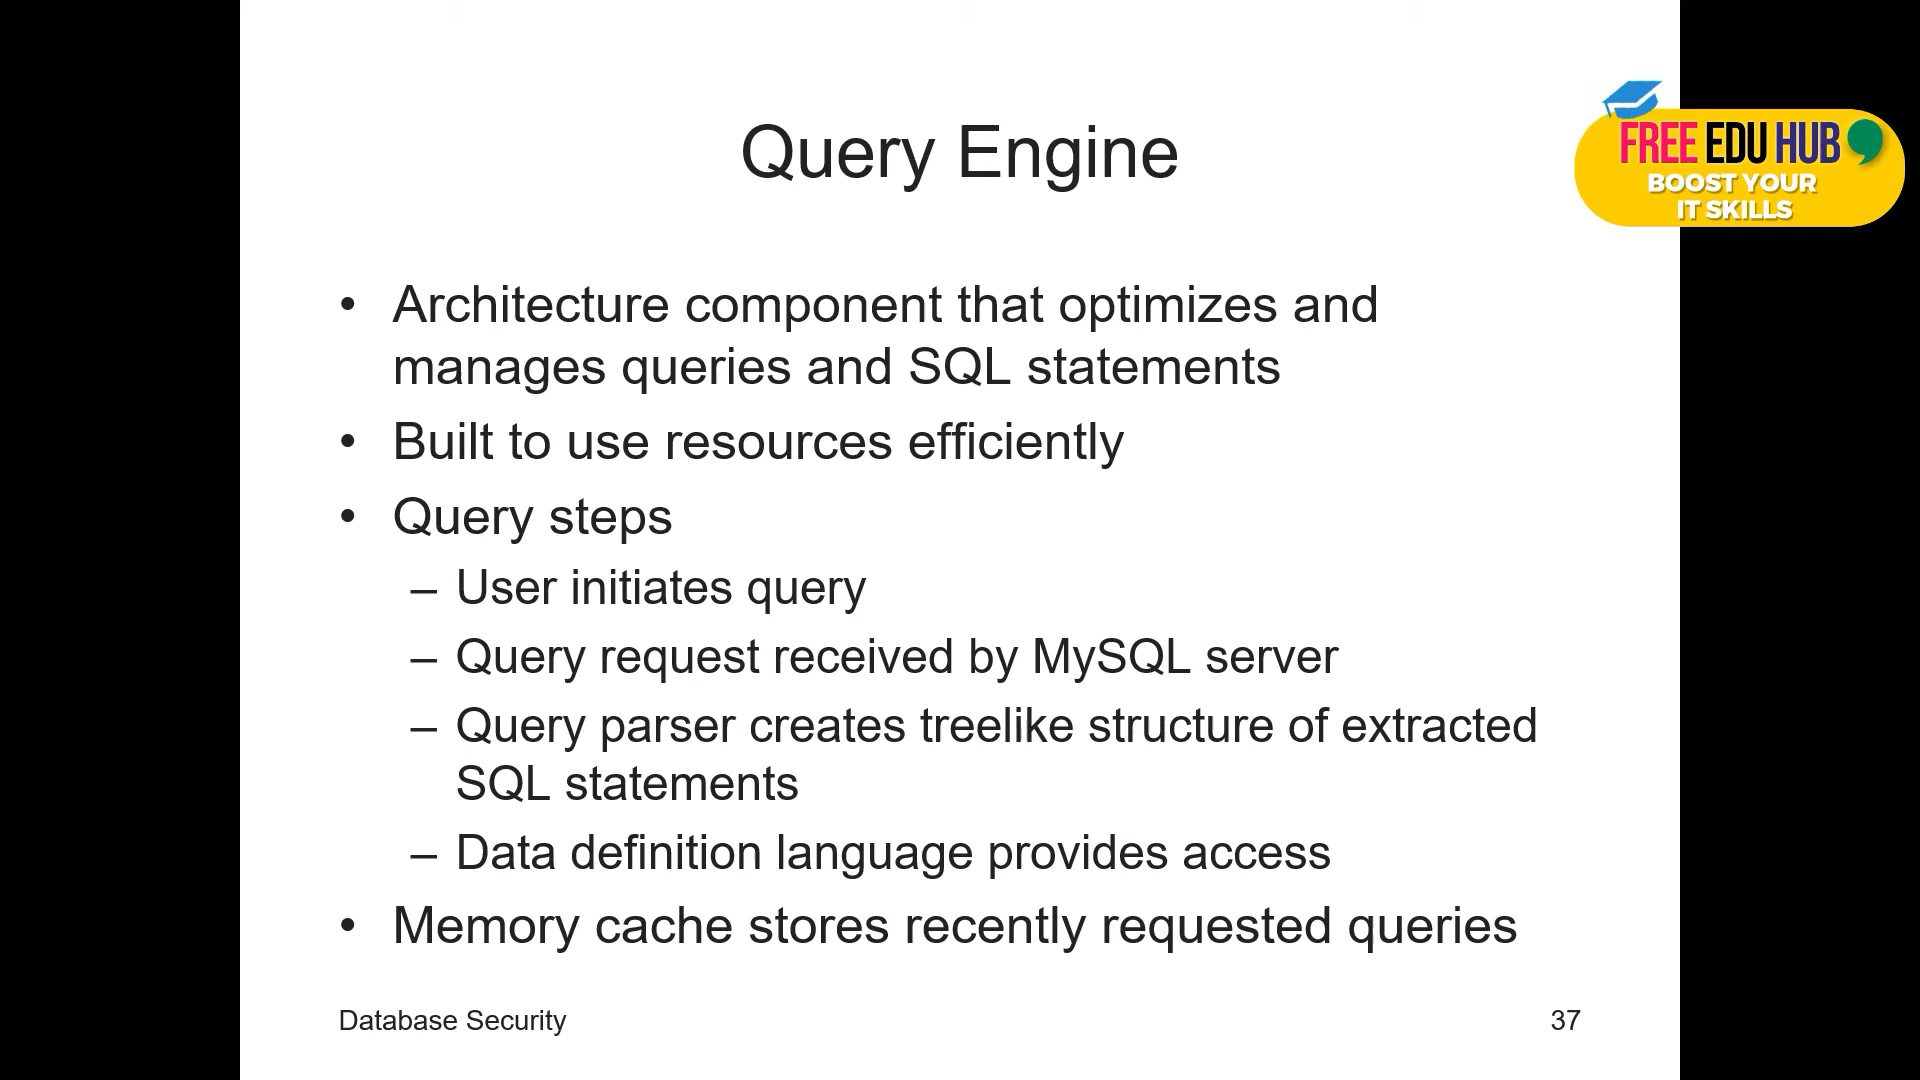 Query Engine
FREE EDU HUB
BOOST YOUR
IT SKILLS
• Architecture component that optimizes and
manages queries and SQL statements
• Built to use resources efficiently
• Query steps
– User initiates query
– Query request received by MySQL server
– Query parser creates treelike structure of extracted
SQL statements
– Data definition language provides access
• Memory cache stores recently requested queries
Database Security
37